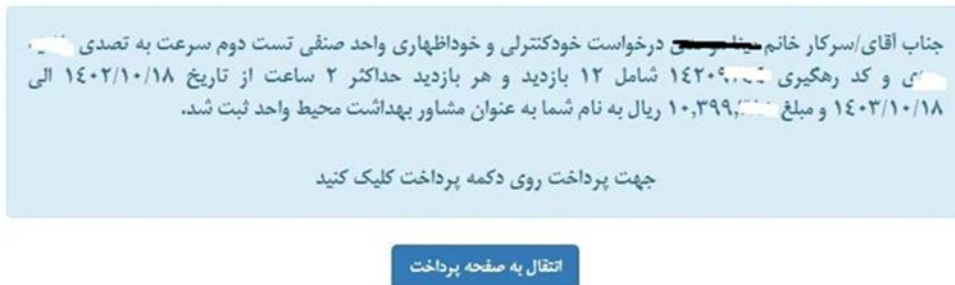 جناب آقای/سرکار خانم درخواست خودکنترلی و خوداظهاری واحد صنفی تست دوم سرعت به تصدی
و کد رهگیری ۱۴۲۰۹ شامل ۱۲ بازدید و هر بازدید حداکثر ۲ ساعت از تاریخ ۱۴۰۲/۱۰/۱۸ الی
۱۴۰۳/۱۰/۱۸ و مبلغ ۱۰,۳۹۹, ریال به نام شما به عنوان مشاور بهداشت محیط واحد ثبت شد.
جهت پرداخت روی دکمه پرداخت کلیک کنید
انتقال به صفحه پرداخت